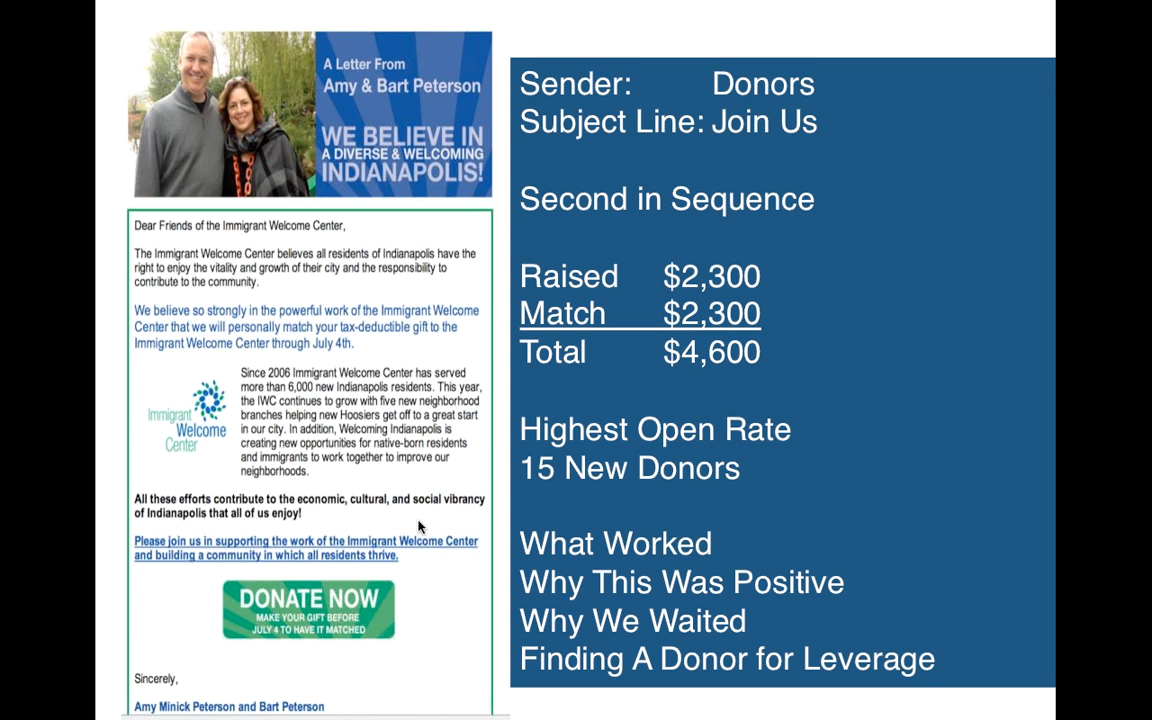 A Letter From
Amy & Bart Peterson
WE BELIEVE IN
A DIVERSE & WELCOMING
INDIANAPOLIS!
Dear Friends of the Immigrant Welcome Center,
The Immigrant Welcome Center believes all residents of Indianapolis have the
right to enjoy the vitality and growth of their city and the responsibility to
contribute to the community.
We believe so strongly in the powerful work of the Immigrant Welcome
Center that we will personally match your tax-deductible gift to the
Immigrant Welcome Center through July 4th.
Immigrant
Welcome
Center
Since 2006 Immigrant Welcome Center has served
more than 6,000 new Indianapolis residents. This year,
the IWC continues to grow with five new neighborhood
branches helping new Hoosiers get off to a great start
in our city. In addition, Welcoming Indianapolis is
creating new opportunities for native-born residents
and immigrants to work together to improve our
neighborhoods.
All these efforts contribute to the economic, cultural, and social vibrancy
of Indianapolis that all of us enjoy!
Please join us in supporting the work of the Immigrant Welcome Center
and building a community in which all residents thrive.
DONATE NOW
MAKE YOUR GIFT BEFORE
JULY 4 TO HAVE IT MATCHED
Sincerely,
Amy Minick Peterson and Bart Peterson
Sender: Donors
Subject Line: Join Us
Second in Sequence
Raised $2,300
Match $2,300
Total $4,600
Highest Open Rate
15 New Donors
What Worked
Why This Was Positive
Why We Waited
Finding A Donor for Leverage